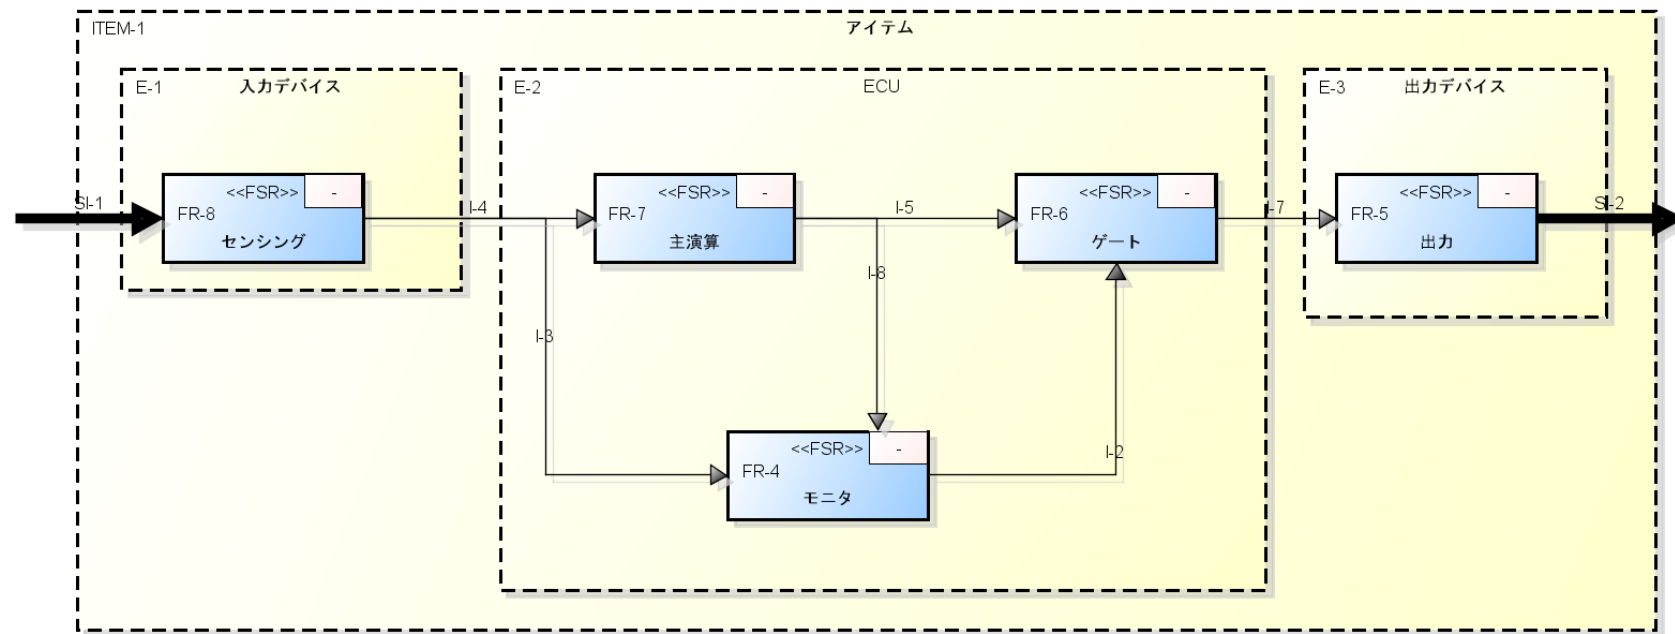 ITEM-1
アイテム
E-1
入力デバイス
E-2
ECU
E-3
出力デバイス
SI-1
<<FSR>>
-
FR-8
センシング
I-4
<<FSR>>
-
FR-7
主演算
I-5
<<FSR>>
-
FR-6
ゲート
I-7
<<FSR>>
-
FR-5
出力
SI-2
I-8
I-3
<<FSR>>
-
FR-4
モニタ
I-2